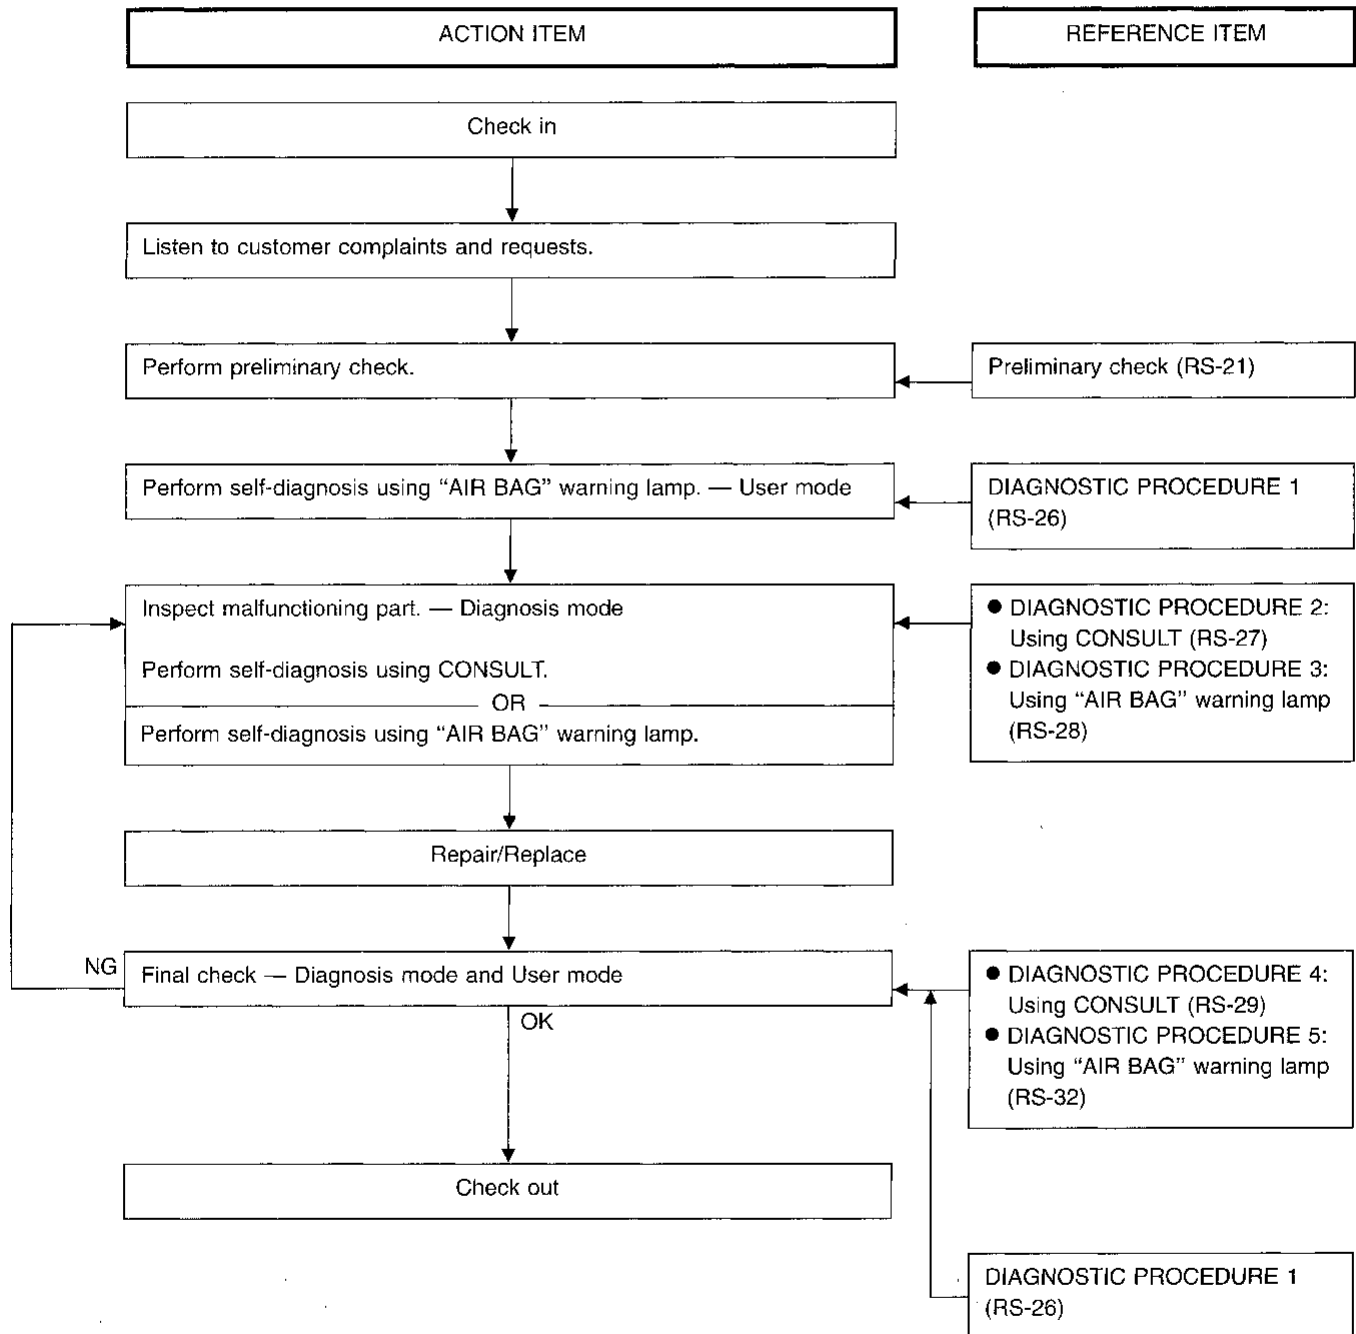 ACTION ITEM
REFERENCE ITEM
Check in
Listen to customer complaints and requests.
Perform preliminary check.
Preliminary check (RS-21)
Perform self-diagnosis using “AIR BAG” warning lamp. — User mode
DIAGNOSTIC PROCEDURE 1
(RS-26)
Inspect malfunctioning part. — Diagnosis mode
Perform self-diagnosis using CONSULT.
OR
Perform self-diagnosis using “AIR BAG” warning lamp.
● DIAGNOSTIC PROCEDURE 2:
Using CONSULT (RS-27)
● DIAGNOSTIC PROCEDURE 3:
Using “AIR BAG” warning lamp
(RS-28)
Repair/Replace
NG
Final check — Diagnosis mode and User mode
OK
● DIAGNOSTIC PROCEDURE 4:
Using CONSULT (RS-29)
● DIAGNOSTIC PROCEDURE 5:
Using “AIR BAG” warning lamp
(RS-32)
Check out
DIAGNOSTIC PROCEDURE 1
(RS-26)